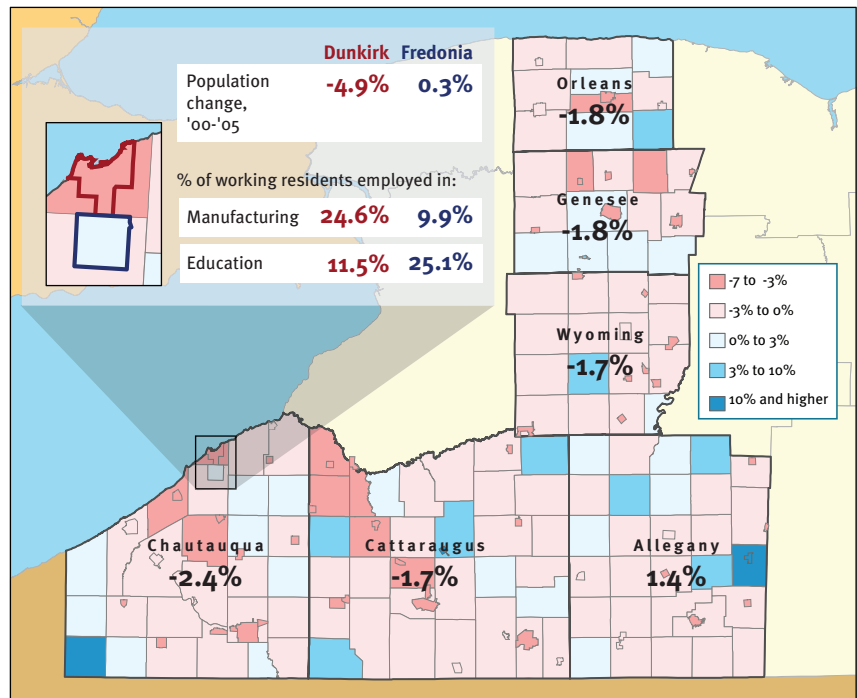 Dunkirk Fredonia
Population change, '00-'05 -4.9% 0.3%
% of working residents employed in:
Manufacturing 24.6% 9.9%
Education 11.5% 25.1%
Orleans
-1.8%
Genesee
-1.8%
Wyoming
-1.7%
-7 to -3%
-3% to 0%
0% to 3%
3% to 10%
10% and higher
Chautauqua
-2.4%
Cattaraugus
-1.7%
Allegany
1.4%